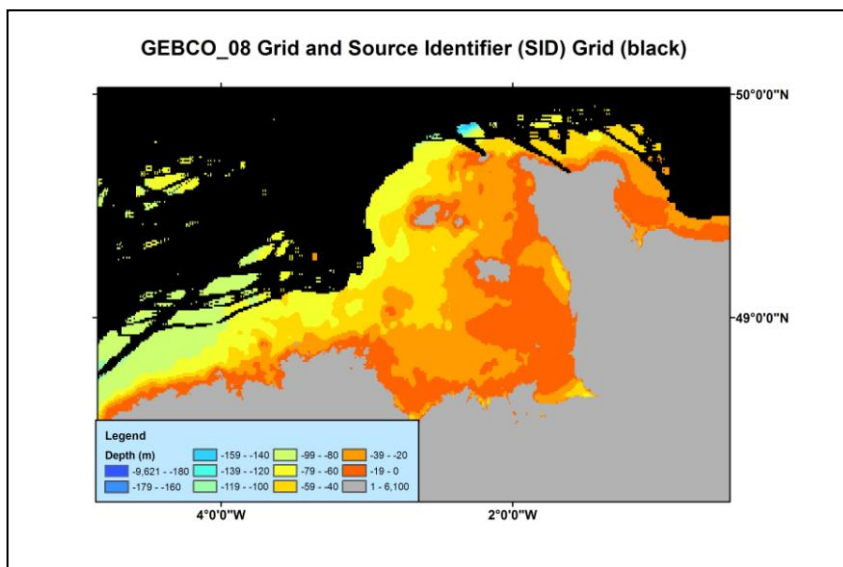 GEBCO_08 Grid and Source Identifier (SID) Grid (black)
50°0'0"N
49°0'0"N
Legend
Depth (m)
-9,621 - -180
-179 - -160
-159 - -140
-139 - -120
-119 - -100
-99 - -80
-79 - -60
-59 - -40
-39 - -20
-19 - 0
1 - 6,100
4°0'0"W
2°0'0"W